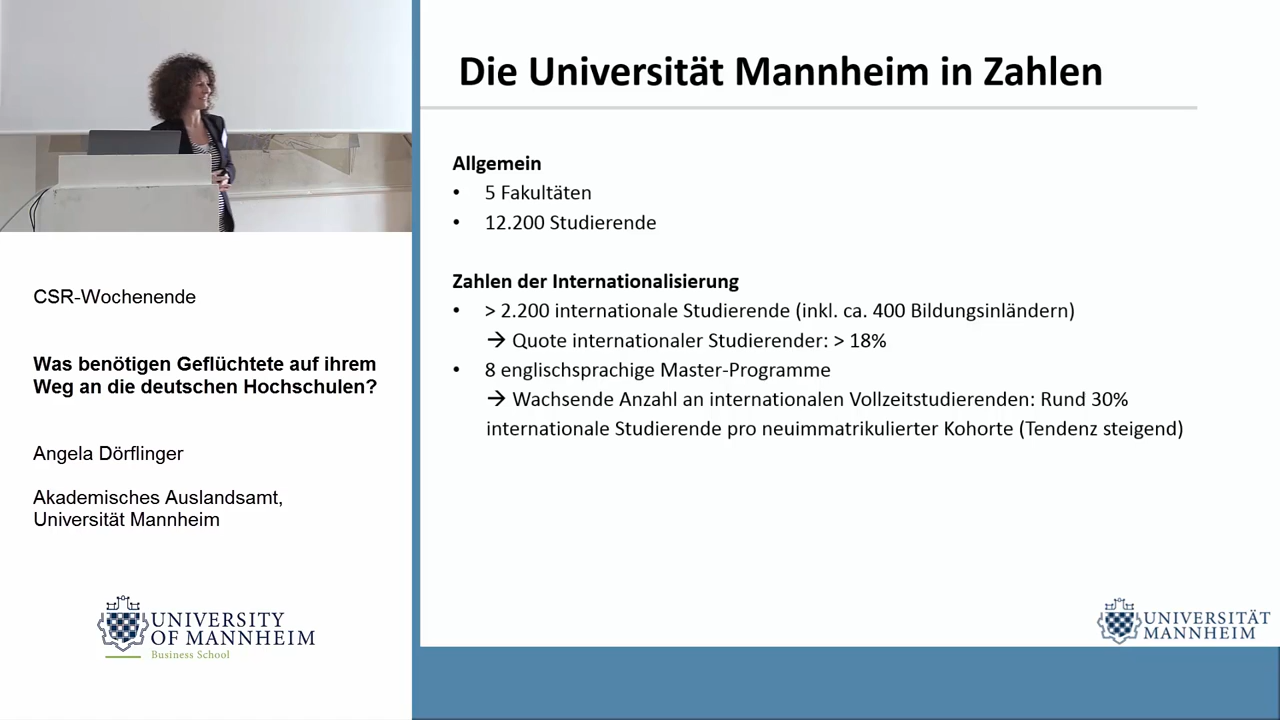 CSR-Wochenende
Was benötigen Geflüchtete auf ihrem
Weg an die deutschen Hochschulen?
Angela Dörflinger
Akademisches Auslandsamt,
Universität Mannheim
UNIVERSITY
OF MANNHEIM
Business School
Die Universität Mannheim in Zahlen
Allgemein
• 5 Fakultäten
• 12.200 Studierende
Zahlen der Internationalisierung
• > 2.200 internationale Studierende (inkl. ca. 400 Bildungsinländern)
→ Quote internationaler Studierender: > 18%
• 8 englischsprachige Master-Programme
→ Wachsende Anzahl an internationalen Vollzeitstudierenden: Rund 30%
internationale Studierende pro neuimmatrikulierter Kohorte (Tendenz steigend)
UNIVERSITÄT
MANNHEIM